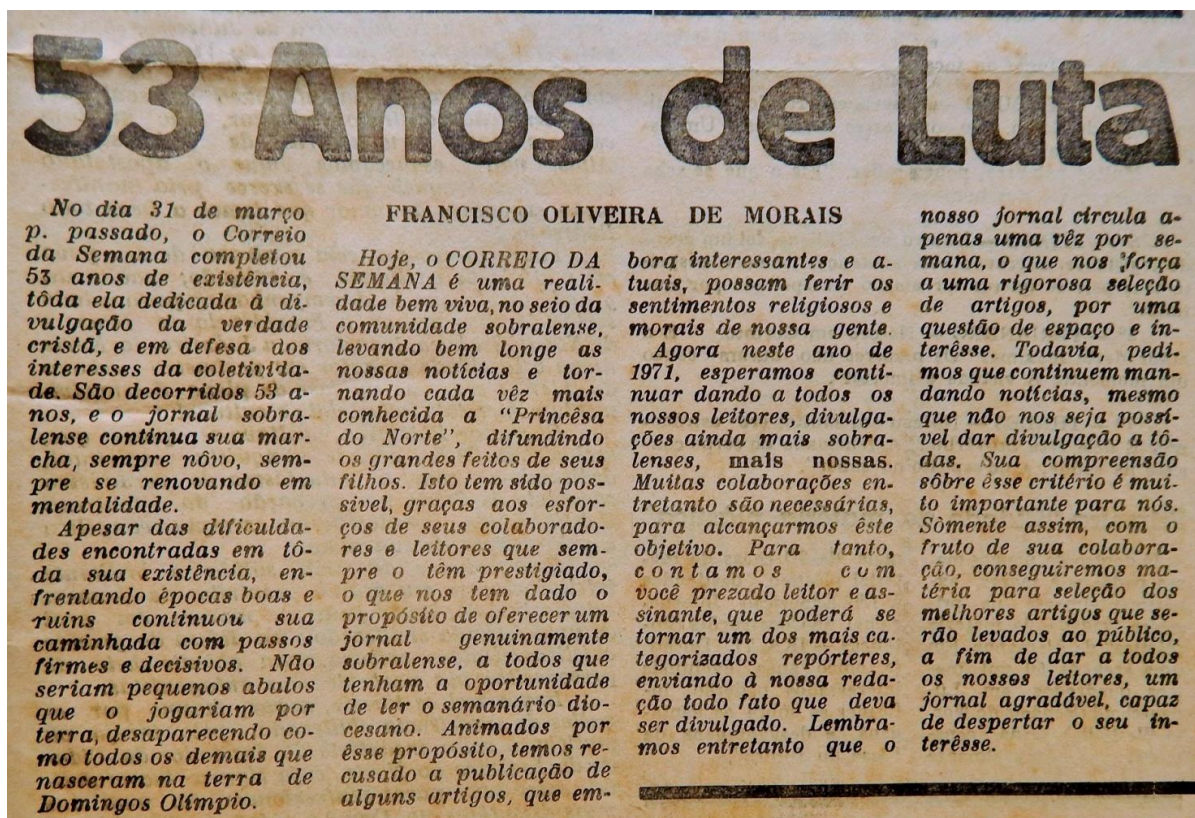 53 Anos de Luta
FRANCISCO OLIVEIRA DE MORAIS
No dia 31 de março
p. passado, o Correio
da Semana completou
53 anos de existência,
tôda ela dedicada à di-
vulgação da verdade
cristã, e em defesa dos
interesses da coletivida-
de. São decorridos 53 a-
nos, e o jornal sobra-
lense continua sua mar-
cha, sempre nôvo, sem-
pre se renovando em
mentalidade.
Apesar das dificulda-
des encontradas em tô-
da sua existência, en-
frentando épocas boas e
ruins continuou sua
caminhada com passos
firmes e decisivos. Não
seriam pequenos abalos
que o jogariam por
terra, desaparecendo co-
mo todos os demais que
nasceram na terra de
Domingos Olímpio.
Hoje, o CORREIO DA
SEMANA é uma reali-
dade bem viva, no seio da
comunidade sobralense,
levando bem longe as
nossas notícias e tor-
nando cada vêz mais
conhecida a "Princêsa
do Norte", difundindo
os grandes feitos de seus
filhos. Isto tem sido pos-
sivel, graças aos esfor-
ços de seus colaborado-
res e leitores que sem-
pre o têm prestigiado,
o que nos tem dado o
propósito de oferecer um
jornal genuinamente
sobralense, a todos que
tenham a oportunidade
de ler o semanário dio-
cesano. Animados por
êsse propósito, temos re-
cusado a publicação de
alguns artigos, que em-
bora interessantes e a-
tuais, possam ferir os
sentimentos religiosos e
morais de nossa gente.
Agora neste ano de
1971, esperamos conti-
nuar dando a todos os
nossos leitores, divulga-
ções ainda mais sobra-
lenses, mais nossas.
Muitas colaborações en-
tretanto são necessárias,
para alcançarmos êste
objetivo. Para tanto,
contamos com
você prezado leitor e as-
sinante, que poderá se
tornar um dos mais ca-
tegorizados repórteres,
enviando à nossa reda-
ção todo fato que deva
ser divulgado. Lembra-
mos entretanto que o
nosso jornal circula a-
penas uma vêz por se-
mana, o que nos força
a uma rigorosa seleção
de artigos, por uma
questão de espaço e in-
terêsse. Todavia, pedi-
mos que continuem man-
dando notícias, mesmo
que não nos seja possí-
vel dar divulgação a tô-
das. Sua compreensão
sôbre êsse critério é mui-
to importante para nós.
Sòmente assim, com o
fruto de sua colabora-
ção, conseguiremos ma-
téria para seleção dos
melhores artigos que se-
rão levados ao público,
a fim de dar a todos
os nossos leitores, um
jornal agradável, capaz
de despertar o seu in-
terêsse.